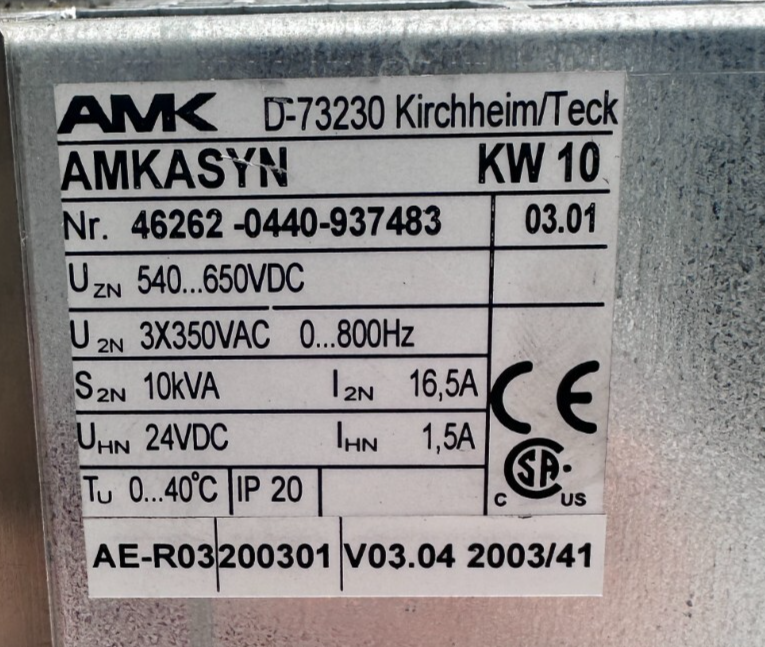 AMK D-73230 Kirchheim/Teck
AMKASYN KW 10
Nr. 46262 -0440-937483 03.01
UZN 540...650VDC
U2N 3X350VAC 0...800Hz
S2N 10kVA I2N 16,5A
UHN 24VDC IHN 1,5A
CE
TU 0...40°C IP 20
C SA US
AE-R03 200301 V03.04 2003/41